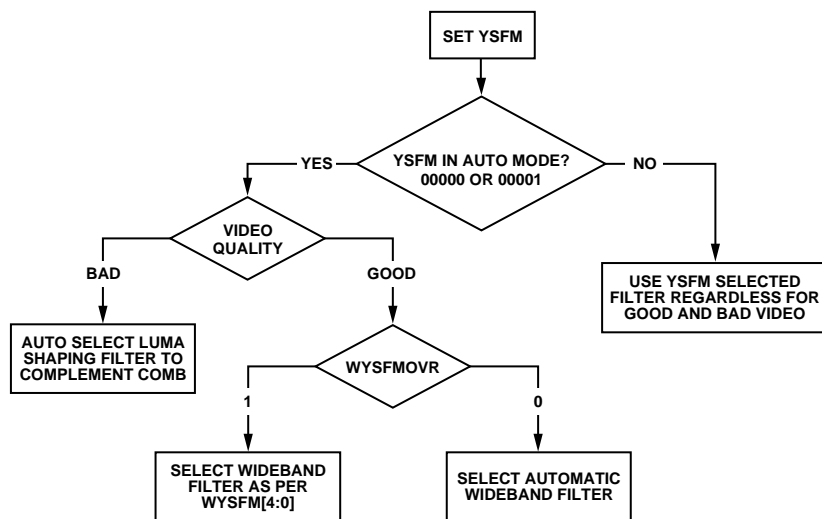 SET YSFM
YSFM IN AUTO MODE?
00000 OR 00001
YES
NO
VIDEO
QUALITY
BAD
GOOD
USE YSFM SELECTED
FILTER REGARDLESS FOR
GOOD AND BAD VIDEO
AUTO SELECT LUMA
SHAPING FILTER TO
COMPLEMENT COMB
WYSFMOVR
1
0
SELECT WIDEBAND
FILTER AS PER
WYSFM[4:0]
SELECT AUTOMATIC
WIDEBAND FILTER